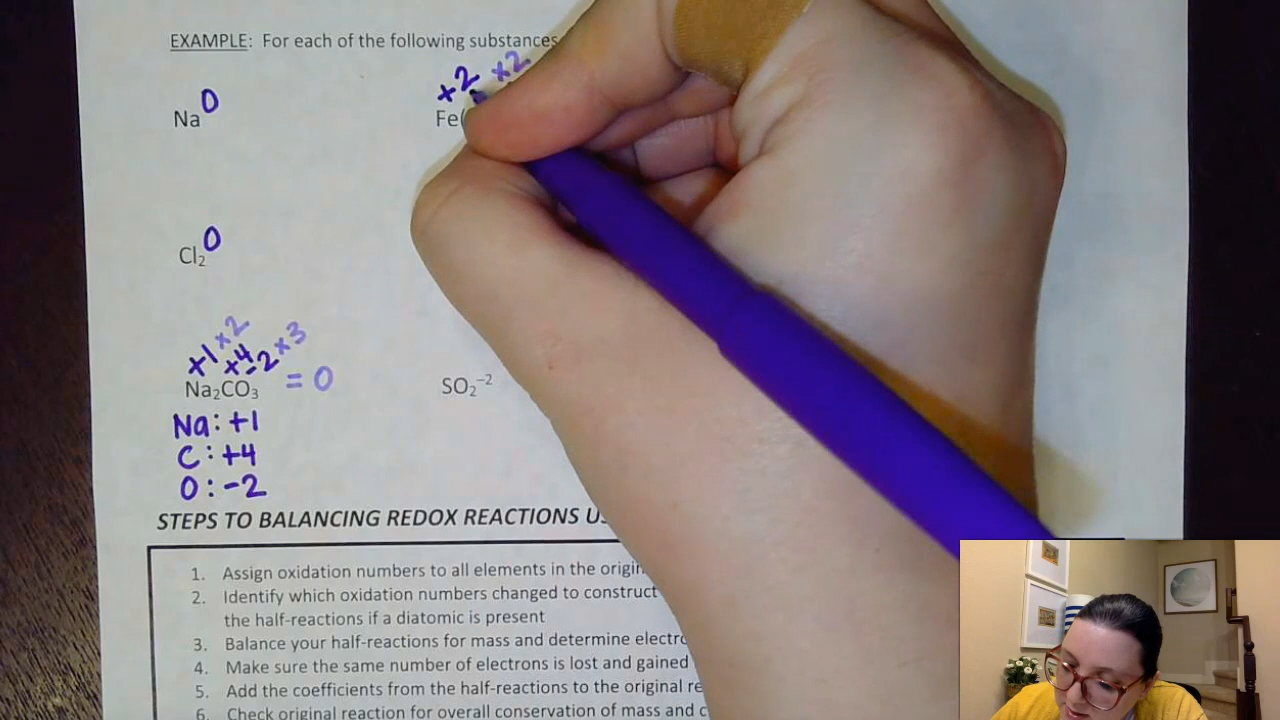 EXAMPLE: For each of the following substances
+2 ×2
Na 0
Fe(
Cl₂ 0
+1 ×2 +4 -2 ×3
Na₂CO₃ = 0
SO₂⁻²
Na: +1
C: +4
O: -2
STEPS TO BALANCING REDOX REACTIONS
1. Assign oxidation numbers to all elements in the
2. Identify which oxidation numbers changed to construct
the half-reactions if a diatomic is present
3. Balance your half-reactions for mass and determine
4. Make sure the same number of electrons is lost and gained
5. Add the coefficients from the half-reactions to the original
6. Check original reaction for overall conservation of mass and